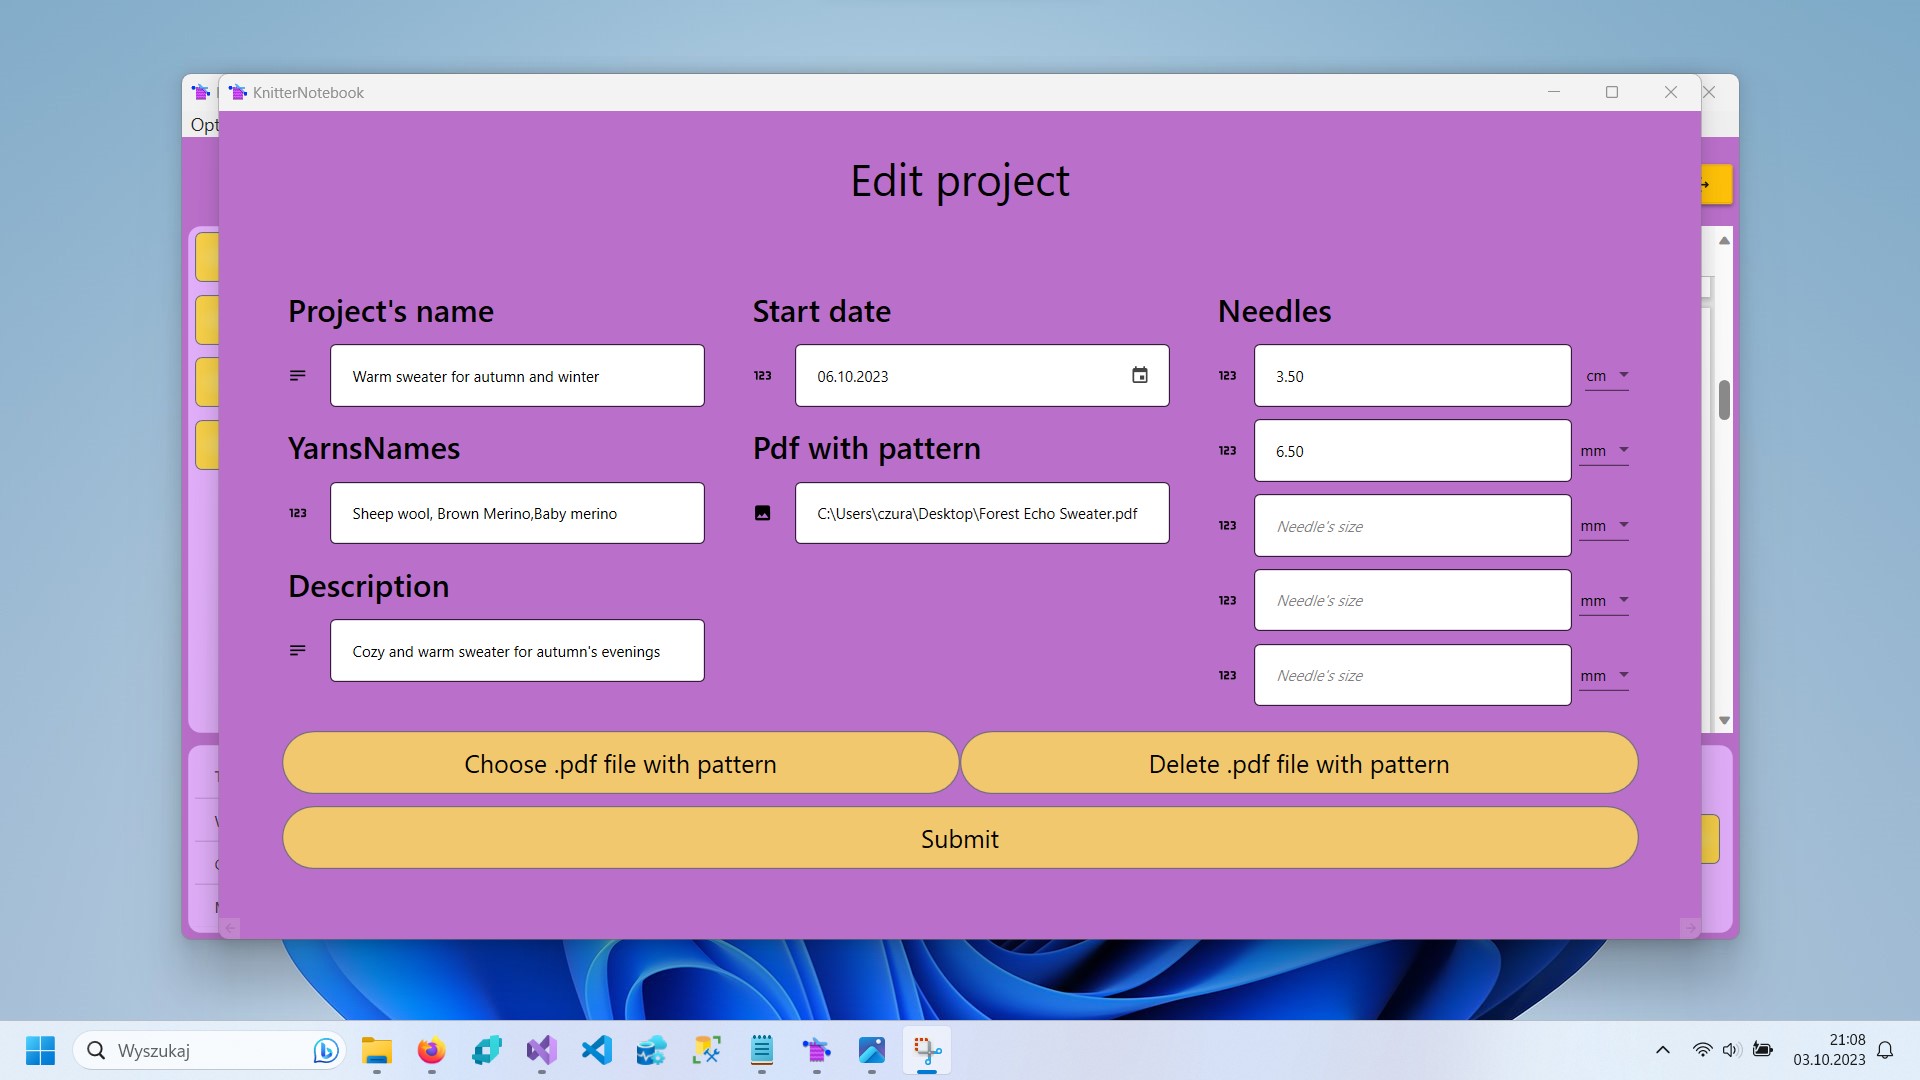 KnitterNotebook
Opt
Edit project
Project's name
Start date
Needles
Warm sweater for autumn and winter
123
06.10.2023
123
3.50
cm
123
6.50
mm
YarnsNames
Pdf with pattern
123
Sheep wool, Brown Merino,Baby merino
C:\Users\czura\Desktop\Forest Echo Sweater.pdf
123
Needle's size
mm
Description
123
Needle's size
mm
Cozy and warm sweater for autumn's evenings
123
Needle's size
mm
Choose .pdf file with pattern
Delete .pdf file with pattern
Submit
Wyszukaj
21:08
03.10.2023